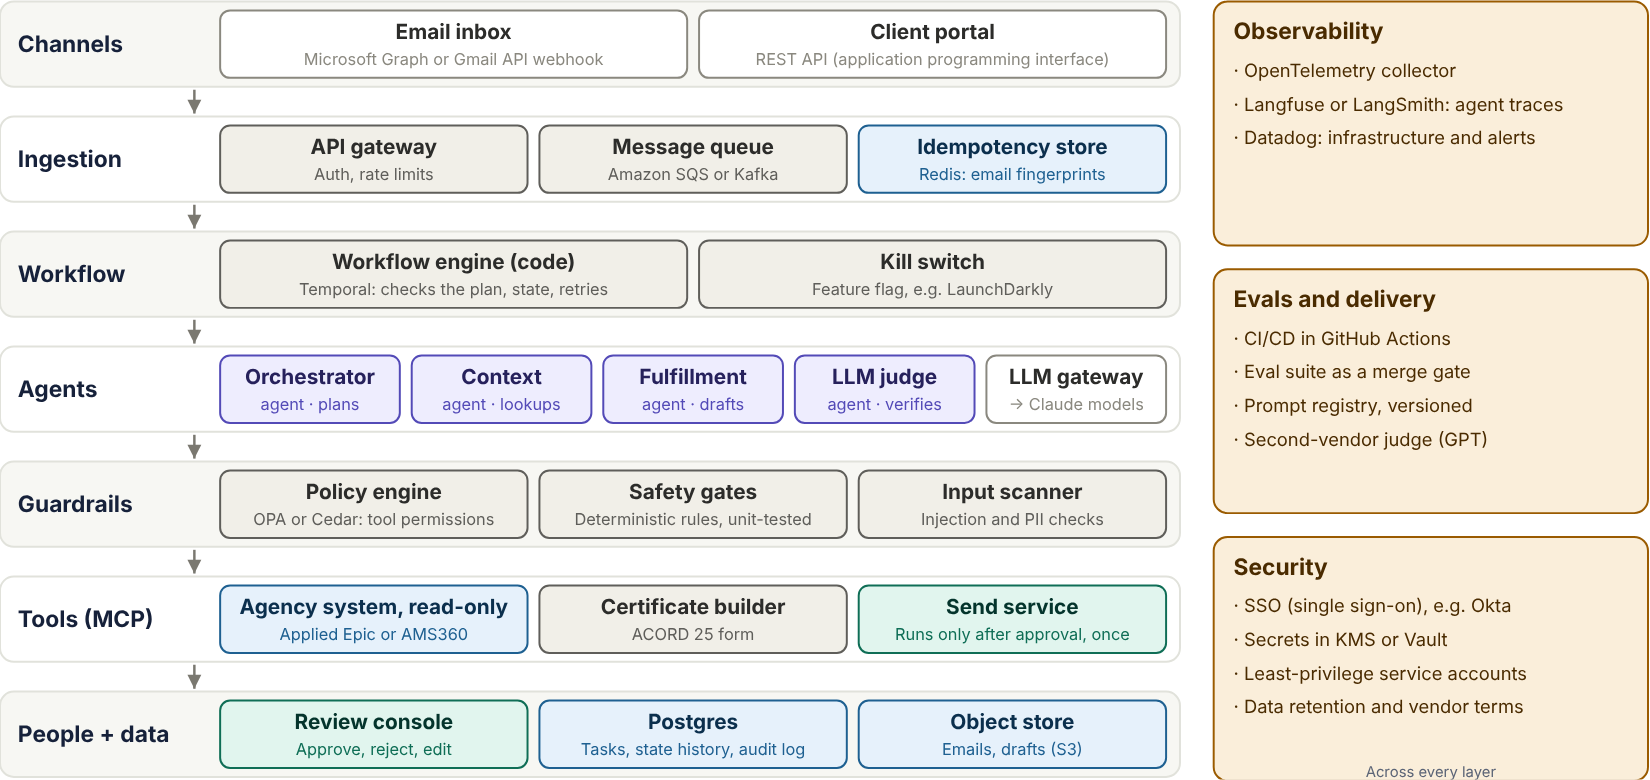 Channels
Email inbox
Microsoft Graph or Gmail API webhook
Client portal
REST API (application programming interface)
Ingestion
API gateway
Auth, rate limits
Message queue
Amazon SQS or Kafka
Idempotency store
Redis: email fingerprints
Workflow
Workflow engine (code)
Temporal: checks the plan, state, retries
Kill switch
Feature flag, e.g. LaunchDarkly
Agents
Orchestrator
agent · plans
Context
agent · lookups
Fulfillment
agent · drafts
LLM judge
agent · verifies
LLM gateway
→ Claude models
Guardrails
Policy engine
OPA or Cedar: tool permissions
Safety gates
Deterministic rules, unit-tested
Input scanner
Injection and PII checks
Tools (MCP)
Agency system, read-only
Applied Epic or AMS360
Certificate builder
ACORD 25 form
Send service
Runs only after approval, once
People + data
Review console
Approve, reject, edit
Postgres
Tasks, state history, audit log
Object store
Emails, drafts (S3)
Observability
· OpenTelemetry collector
· Langfuse or LangSmith: agent traces
· Datadog: infrastructure and alerts
Evals and delivery
· CI/CD in GitHub Actions
· Eval suite as a merge gate
· Prompt registry, versioned
· Second-vendor judge (GPT)
Security
· SSO (single sign-on), e.g. Okta
· Secrets in KMS or Vault
· Least-privilege service accounts
· Data retention and vendor terms
Across every layer